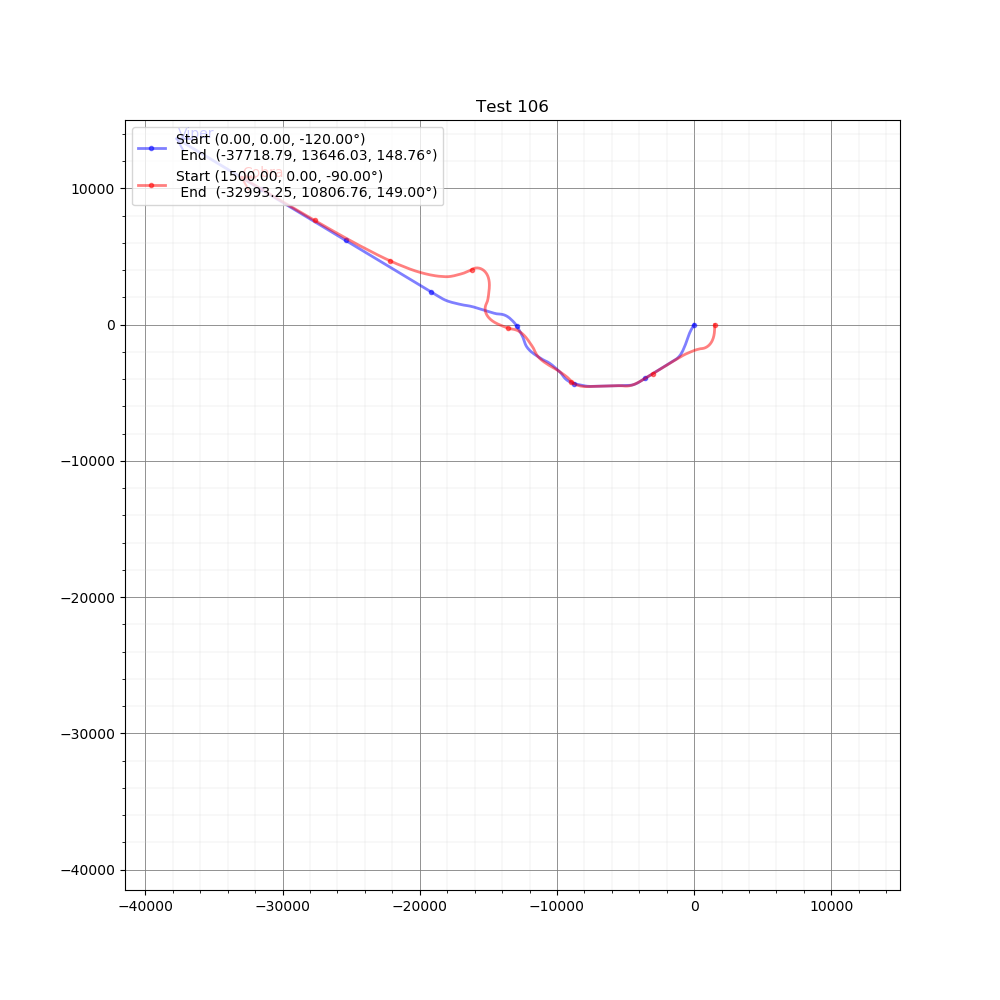 Test 106
Viper
Start (0.00, 0.00, -120.00°)
End (-37718.79, 13646.03, 148.76°)
Start (1500.00, 0.00, -90.00°)
End (-32993.25, 10806.76, 149.00°)
10000
0
−10000
−20000
−30000
−40000
−40000 −30000 −20000 −10000 0 10000